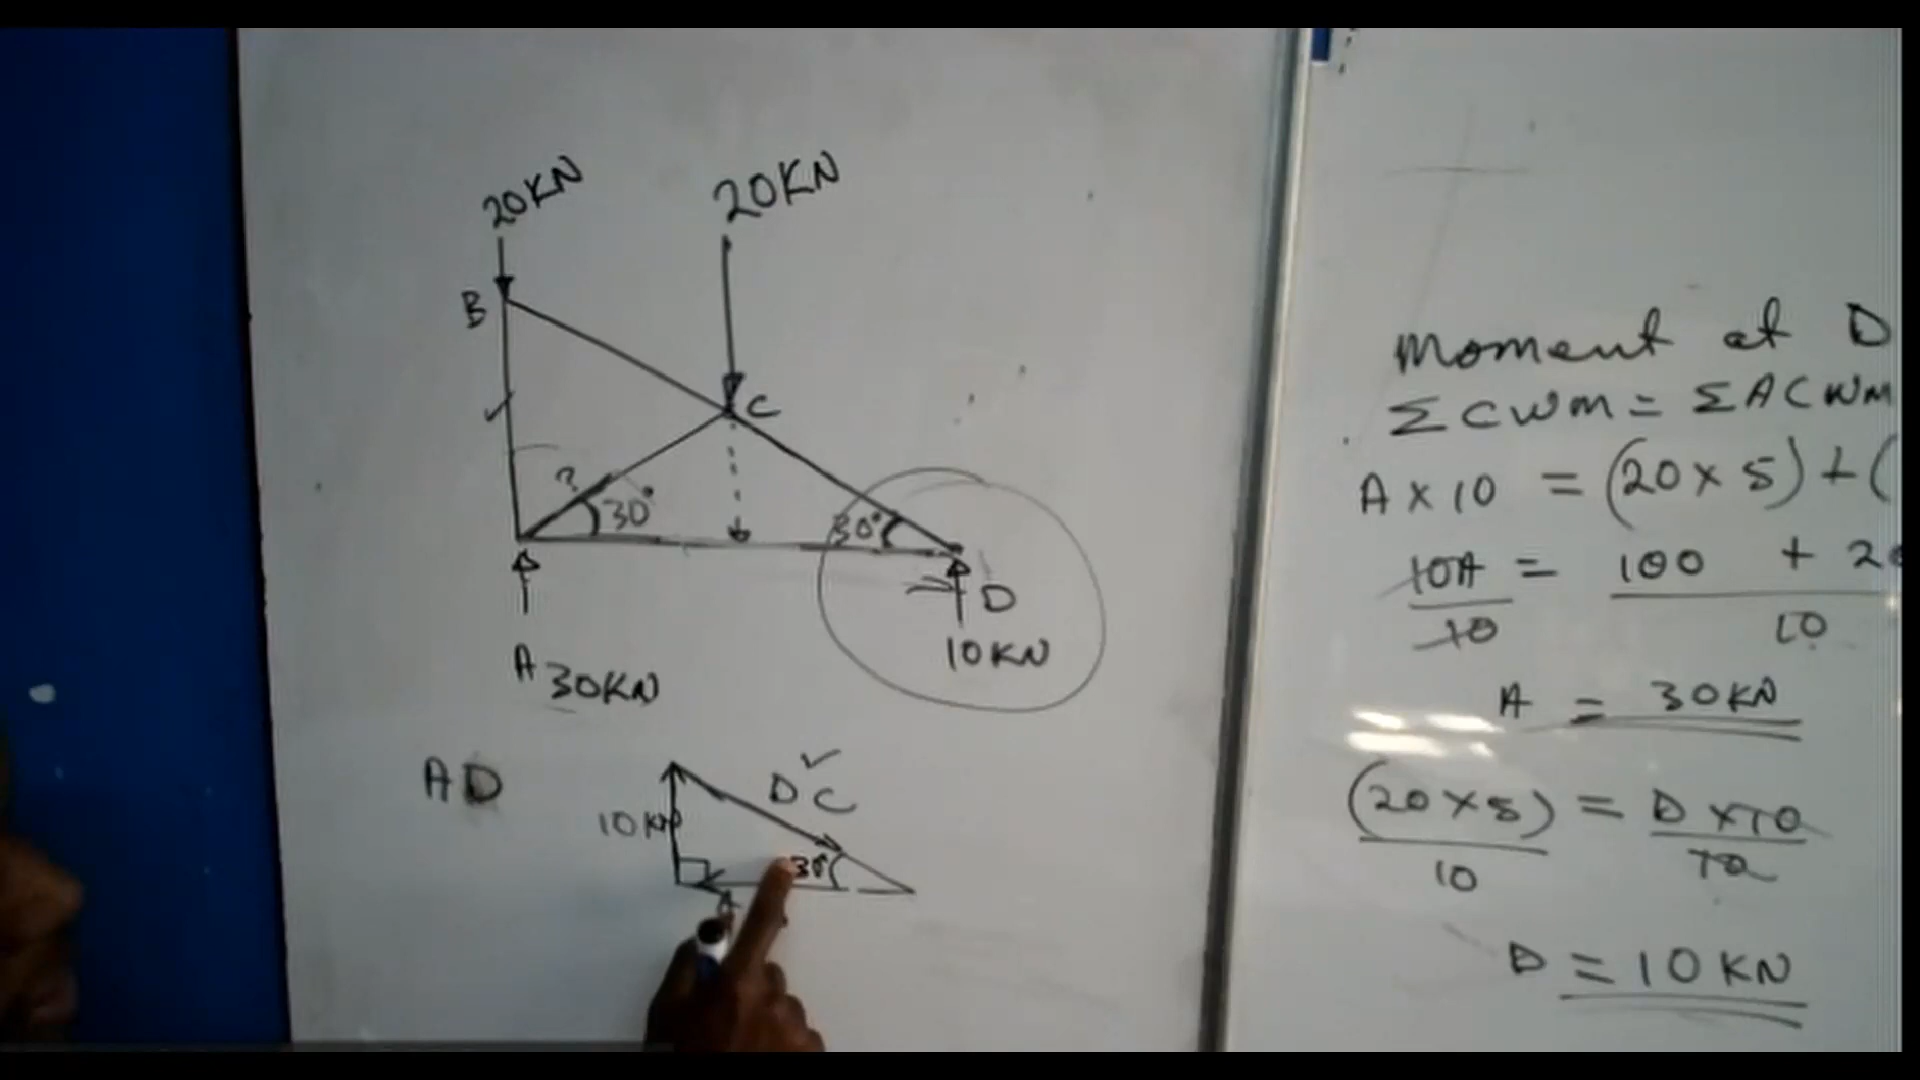 20KN
20KN
B
C
?
30°
30°
D
10KN
A 30KN
AD
DC
10KN
30°
A
Moment at D
ΣCWM = ΣACWM
A x 10 = (20 x 5) + (
10A = 100 + 20
10 10
A = 30KN
(20 x 5) = D x 10
10 10
D = 10KN